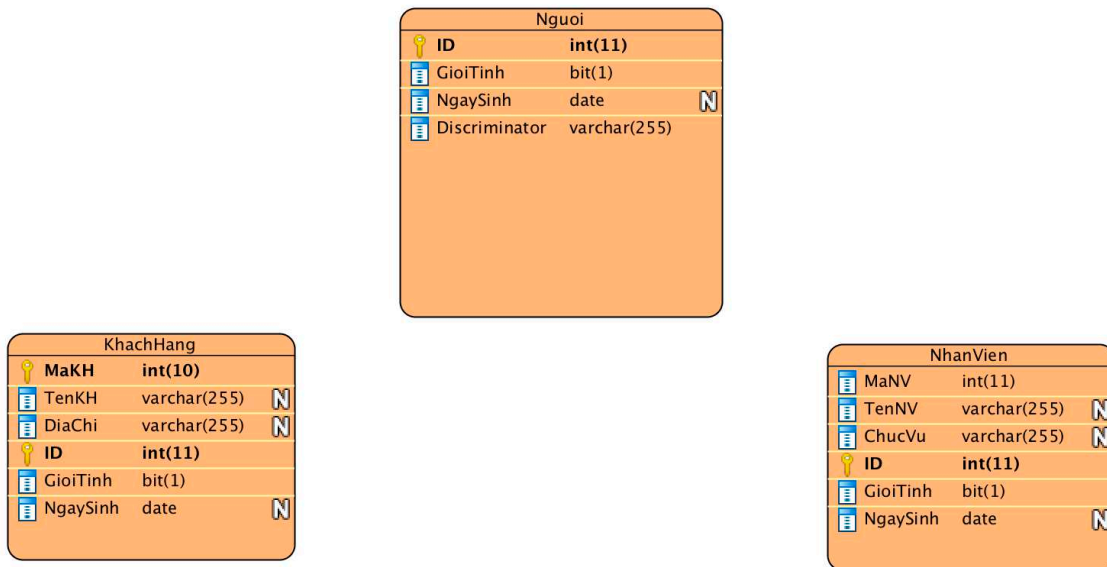 Nguoi
ID int(11)
GioiTinh bit(1)
NgaySinh date N
Discriminator varchar(255)
KhachHang
MaKH int(10)
TenKH varchar(255) N
DiaChi varchar(255) N
ID int(11)
GioiTinh bit(1)
NgaySinh date N
NhanVien
MaNV int(11)
TenNV varchar(255) N
ChucVu varchar(255) N
ID int(11)
GioiTinh bit(1)
NgaySinh date N